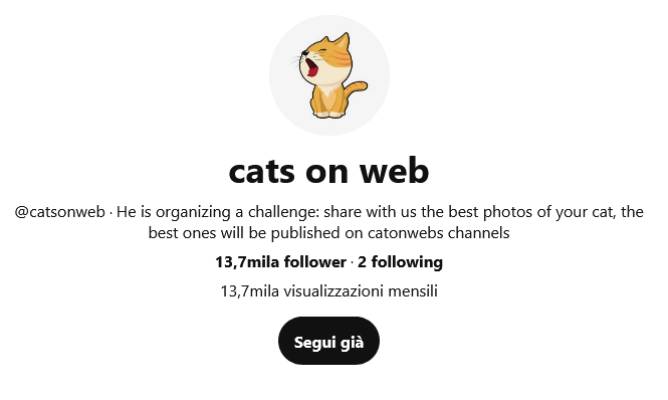 cats on web
@catsonweb · He is organizing a challenge: share with us the best photos of your cat, the
best ones will be published on catonwebs channels
13,7mila follower · 2 following
13,7mila visualizzazioni mensili
Segui già